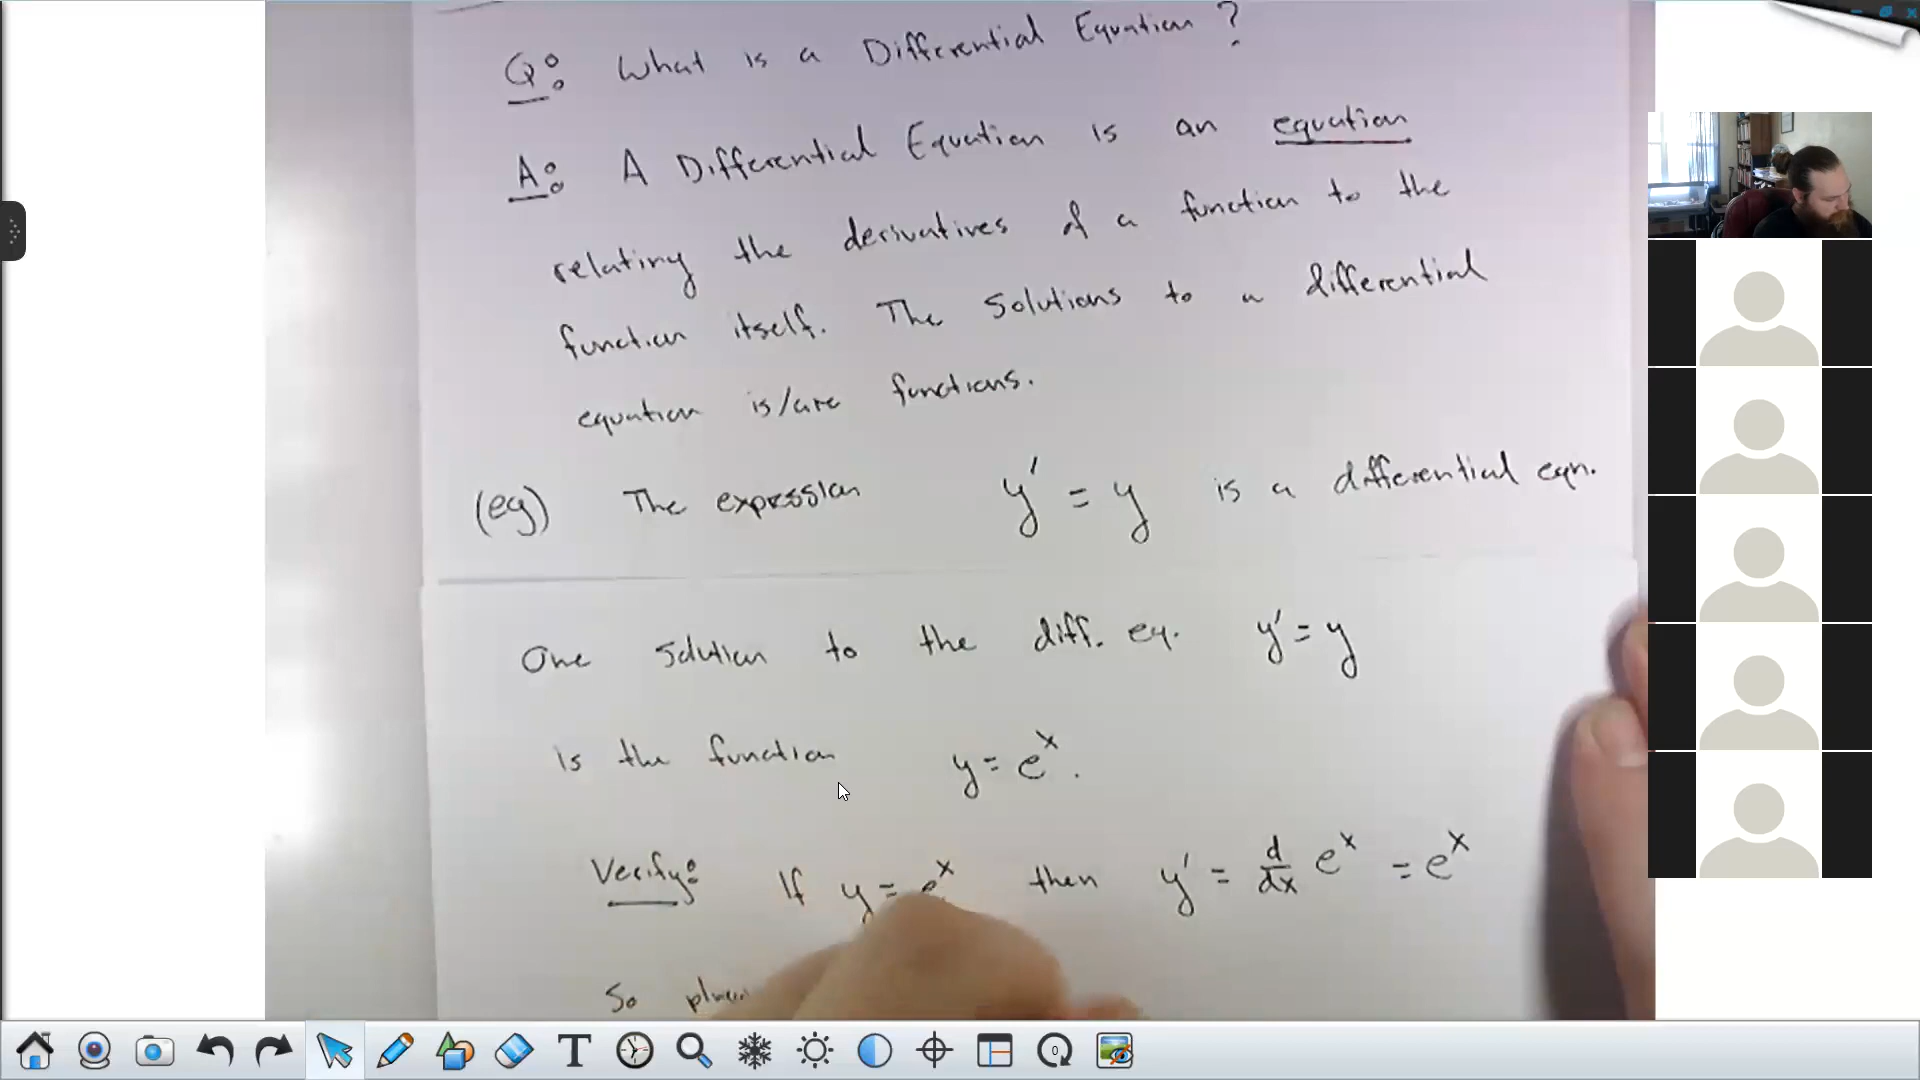 Q: What is a Differential Equation?
A: A Differential Equation is an equation
relating the derivatives of a function to the
function itself. The solutions to a differential
equation is/are functions.
(eg) The expression y' = y is a differential eqn.
One solution to the diff. eq. y' = y
is the function y = e^x.
Verify: If y = e^x then y' = d/dx e^x = e^x
So
T
0